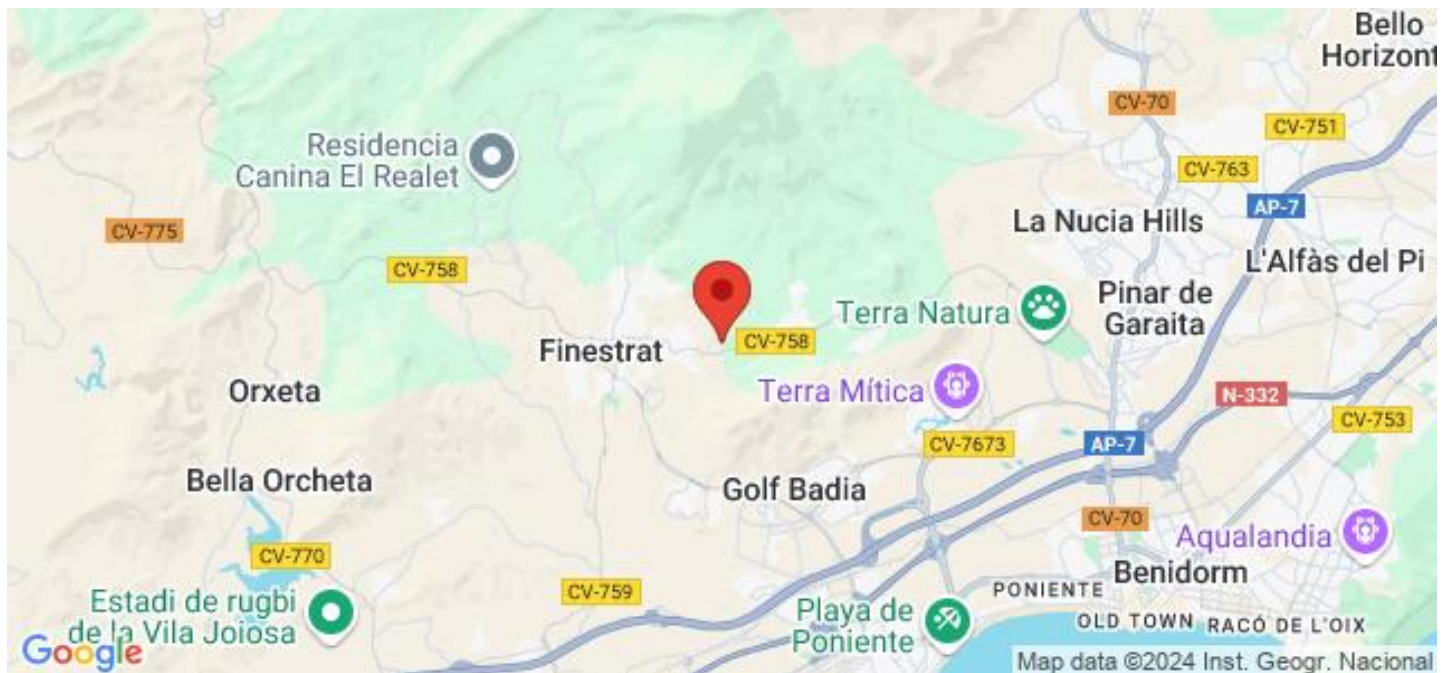 Bello
Horizont
CV-70
CV-751
Residencia
Canina El Realet
CV-763
AP-7
La Nucia Hills
CV-775
L'Alfàs del Pi
CV-758
Pinar de
Garaita
Terra Natura
CV-758
Finestrat
Orxeta
Terra Mítica
N-332
CV-753
CV-7673
AP-7
Bella Orcheta
Golf Badia
CV-70
Aqualandia
CV-770
Benidorm
CV-759
PONIENTE
Estadi de rugbi
de la Vila Joiosa
Playa de
Poniente
OLD TOWN
RACÓ DE L'OIX
Google
Map data ©2024 Inst. Geogr. Nacional